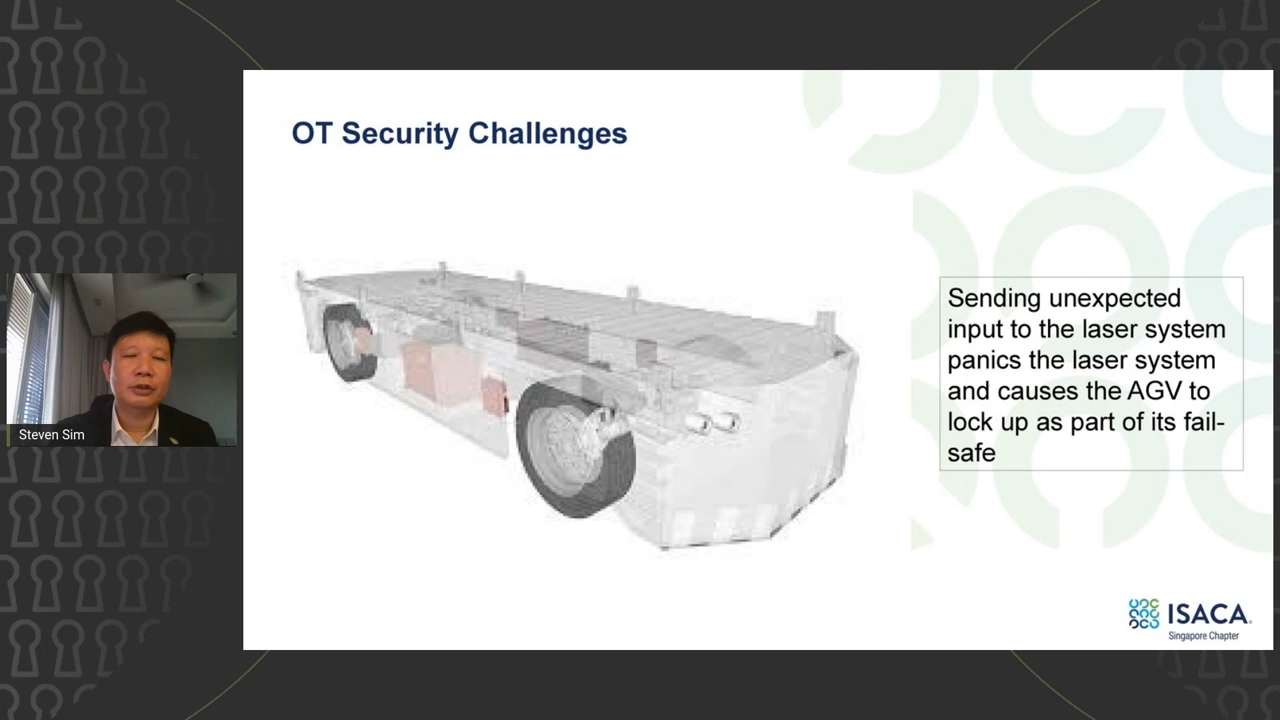 OT Security Challenges
Sending unexpected
input to the laser system
panics the laser system
and causes the AGV to
lock up as part of its fail-
safe
Steven Sim
ISACA.
Singapore Chapter